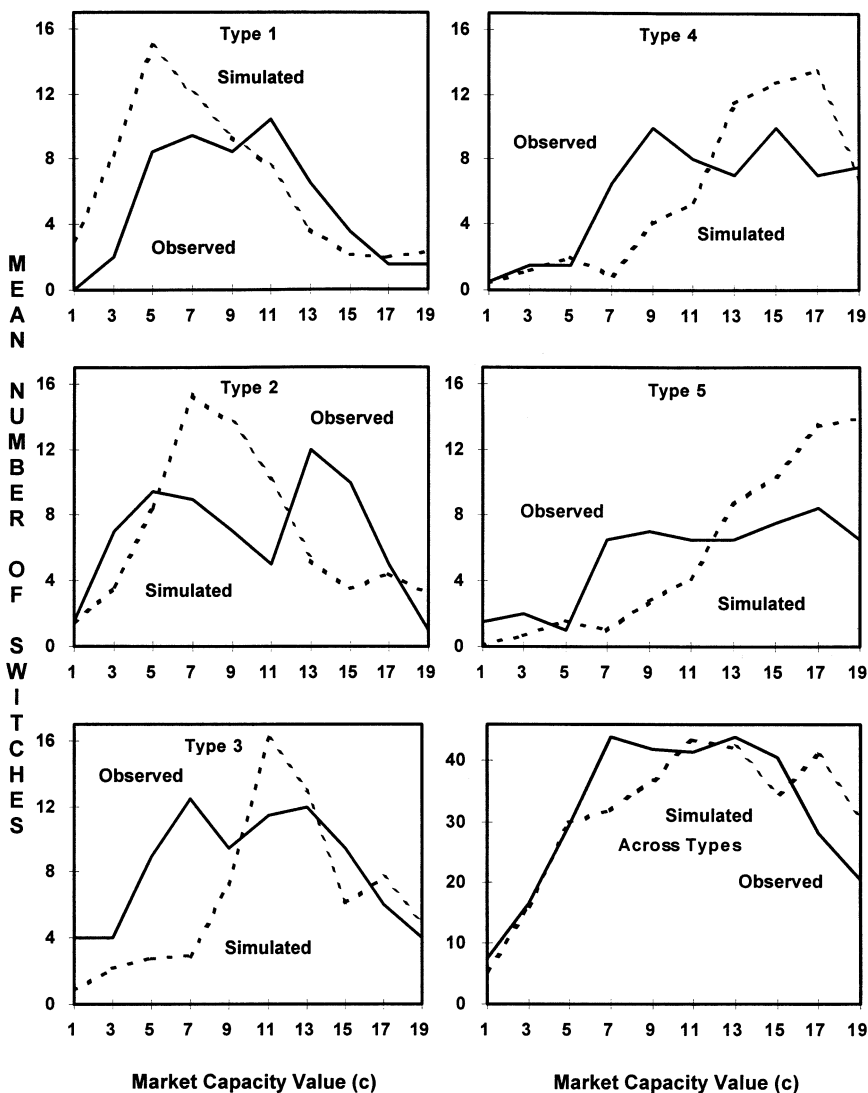 MEAN NUMBER OF SWITCHES
Type 1
Simulated
Observed
16
12
8
4
0
1 3 5 7 9 11 13 15 17 19
Type 4
Observed
Simulated
16
12
8
4
0
1 3 5 7 9 11 13 15 17 19
Type 2
Observed
Simulated
16
12
8
4
0
1 3 5 7 9 11 13 15 17 19
Type 5
Observed
Simulated
16
12
8
4
0
1 3 5 7 9 11 13 15 17 19
Type 3
Observed
Simulated
16
12
8
4
0
1 3 5 7 9 11 13 15 17 19
Market Capacity Value (c)
Simulated
Across Types
Observed
40
30
20
10
0
1 3 5 7 9 11 13 15 17 19
Market Capacity Value (c)